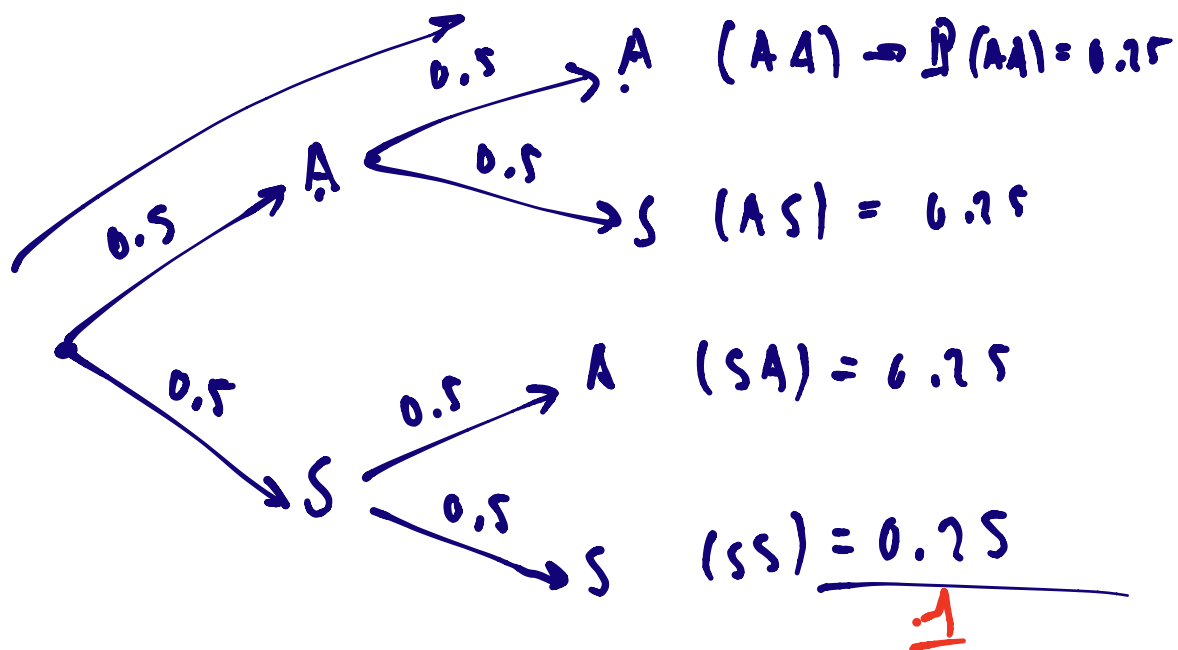 0.5 A (AA) → P(AA) = 0.25
0.5 A 0.5 S (AS) = 0.25
0.5 0.5 A (SA) = 0.25
S 0.5 S (SS) = 0.25
1